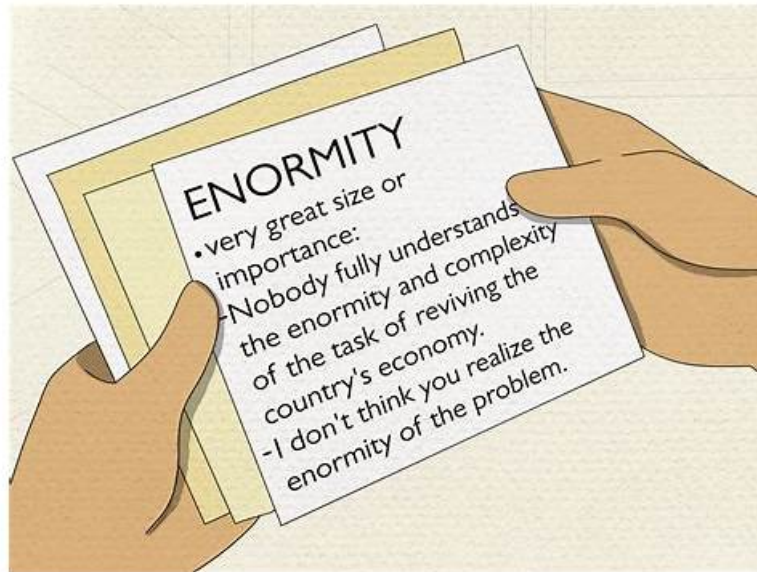 ENORMITY
•very great size or
importance:
-Nobody fully understands
the enormity and complexity
of the task of reviving the
country's economy.
-I don't think you realize the
enormity of the problem.